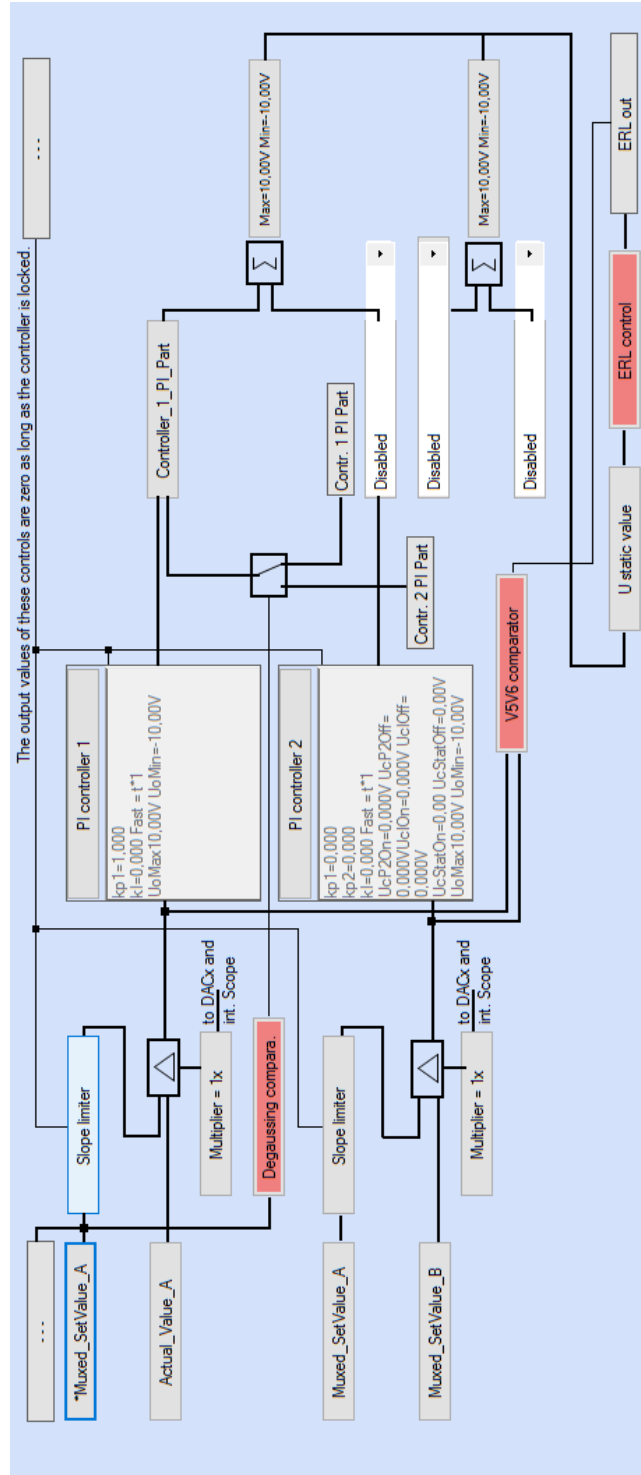 The output values of these controls are zero as long as the controller is locked.
- - -
- - -
*Muxed_SetValue_A
Slope limiter
Actual_Value_A
Multiplier = 1x
to DACx and
int. Scope
Degaussing compara.
PI controller 1
kp1=1,000
kI=0,000 Fast = t*1
UoMax10,00V UoMin=-10,00V
Controller_1_PI_Part
Max=10,00V Min=-10,00V
Σ
Contr. 1 PI Part
Contr. 2 PI Part
Muxed_SetValue_A
Slope limiter
Muxed_SetValue_B
Multiplier = 1x
to DACx and
int. Scope
PI controller 2
kp1=0,000
kp2=0,000
kI=0,000 Fast = t*1
UcP2On=0,000V UcP2Off=
0,000VUcIOn=0,000V UcIOff=
0,000V
UcStatOn=0,00 UcStatOff=0,00V
UoMax10,00V UoMin=-10,00V
Disabled
Disabled
Disabled
Σ
Max=10,00V Min=-10,00V
V5V6 comparator
U static value
ERL control
ERL out